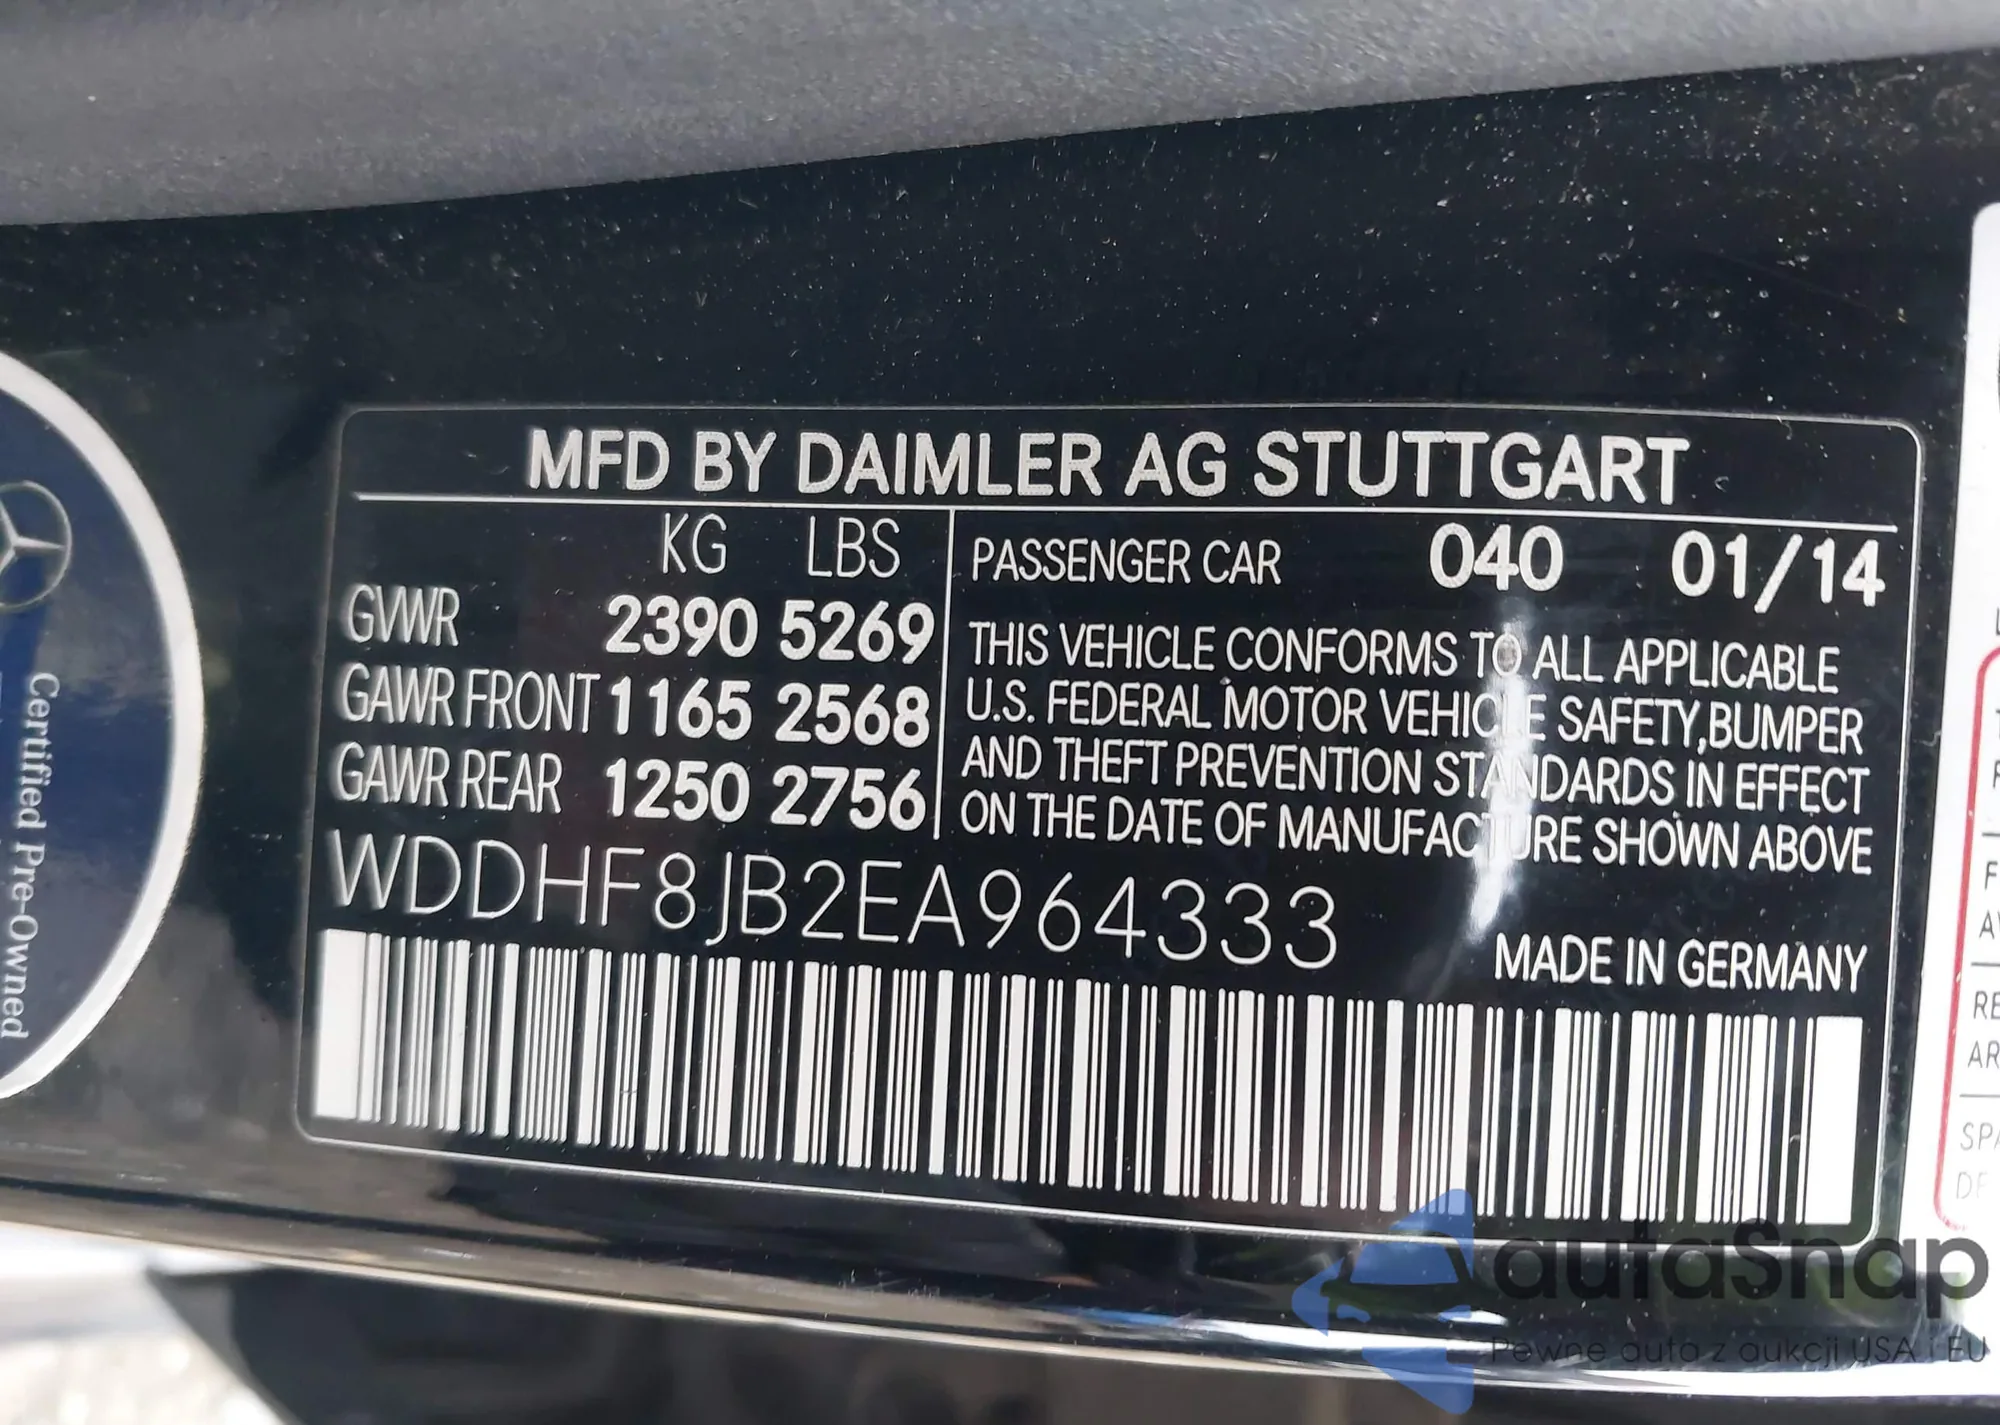 MFD BY DAIMLER AG STUTTGART
KG LBS
GVWR 2390 5269
GAWR FRONT 1165 2568
GAWR REAR 1250 2756
PASSENGER CAR 040 01/14
THIS VEHICLE CONFORMS TO ALL APPLICABLE
U.S. FEDERAL MOTOR VEHICLE SAFETY,BUMPER
AND THEFT PREVENTION STANDARDS IN EFFECT
ON THE DATE OF MANUFACTURE SHOWN ABOVE
WDDHF8JB2EA964333
MADE IN GERMANY
Certified Pre-Owned
autaSnap
Pewne auta z aukcji USA i EU